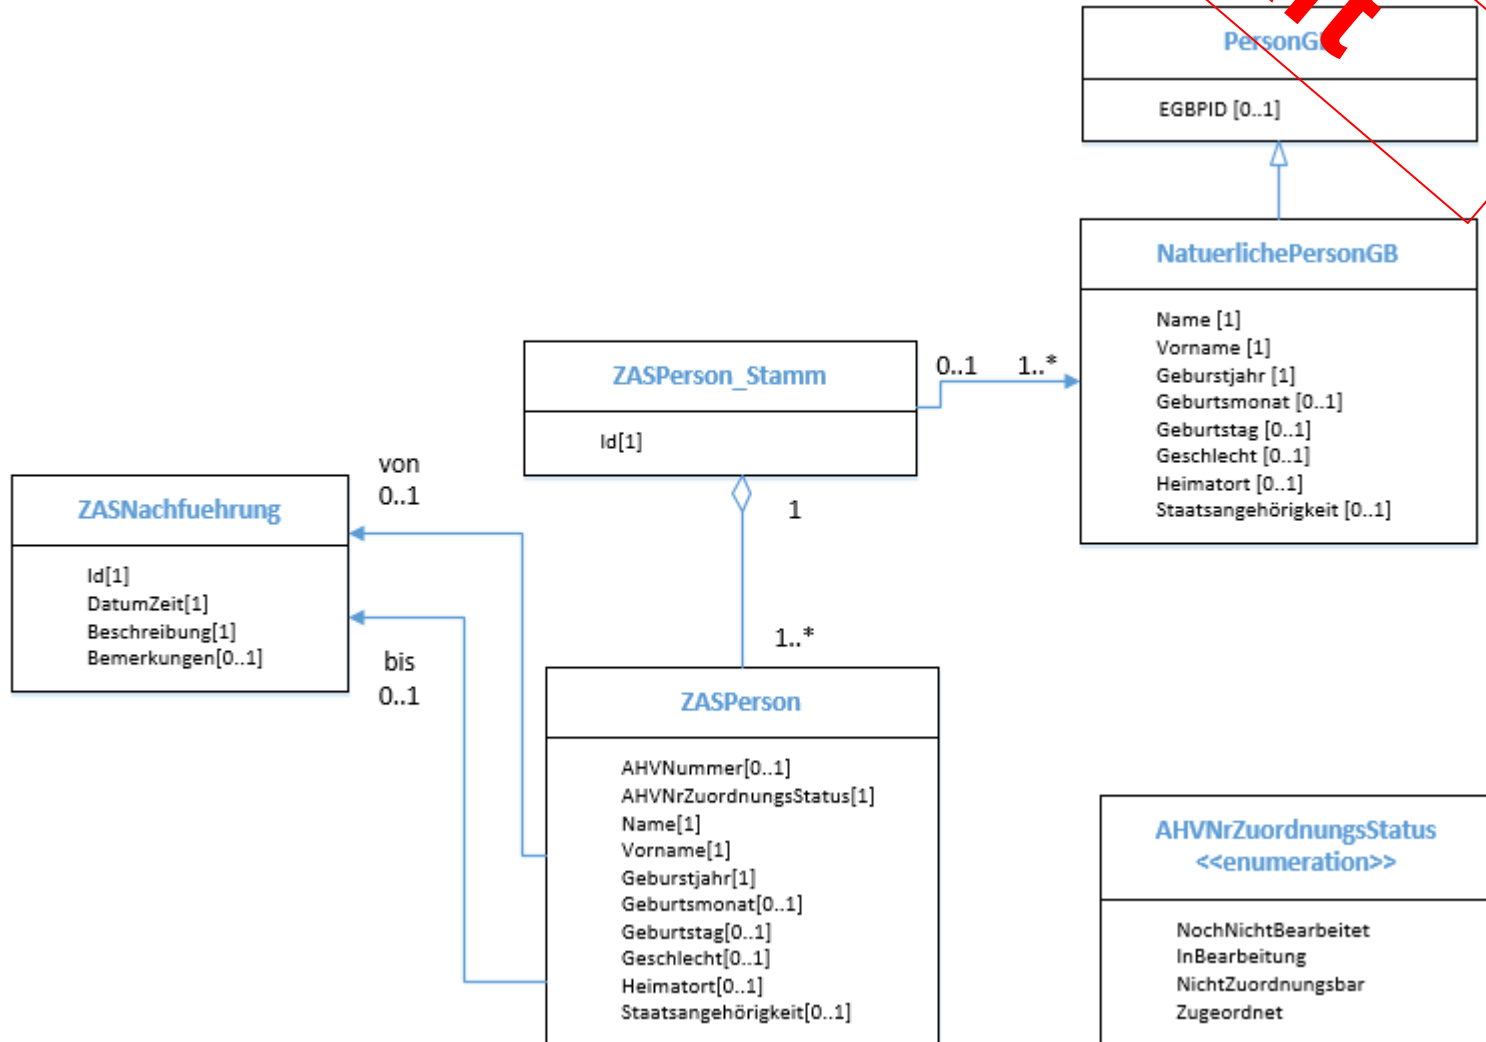 PersonG
EGBPID [0..1]
NatuerlichePersonGB
Name [1]
Vorname [1]
Geburstjahr [1]
Geburtsmonat [0..1]
Geburtstag [0..1]
Geschlecht [0..1]
Heimatort [0..1]
Staatsangehörigkeit [0..1]
0..1 1..*
ZASPerson_Stamm
Id[1]
1
1..*
von
0..1
ZASNachfuehrung
Id[1]
DatumZeit[1]
Beschreibung[1]
Bemerkungen[0..1]
bis
0..1
ZASPerson
AHVNummer[0..1]
AHVNrZuordnungsStatus[1]
Name[1]
Vorname[1]
Geburstjahr[1]
Geburtsmonat[0..1]
Geburtstag[0..1]
Geschlecht[0..1]
Heimatort[0..1]
Staatsangehörigkeit[0..1]
AHVNrZuordnungsStatus
<<enumeration>>
NochNichtBearbeitet
InBearbeitung
NichtZuordnungsbar
Zugeordnet